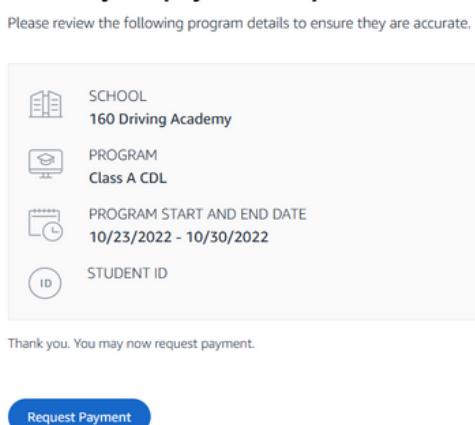 Please review the following program details to ensure they are accurate.
SCHOOL
160 Driving Academy
PROGRAM
Class A CDL
PROGRAM START AND END DATE
10/23/2022 - 10/30/2022
ID
STUDENT ID
Thank you. You may now request payment.
Request Payment